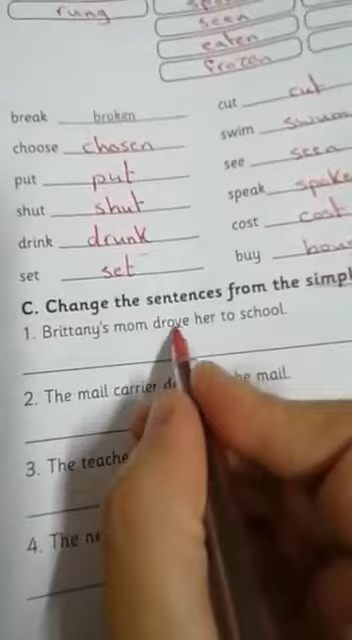 rung
seen
eaten
frozen
break broken
cut cut
choose chosen
swim swum
put put
see seen
shut shut
speak spoke
drink drunk
cost cost
set set
buy
C. Change the sentences from the simpl
1. Brittany's mom drove her to school.
2. The mail carrier the mail.
3. The teache
4. The